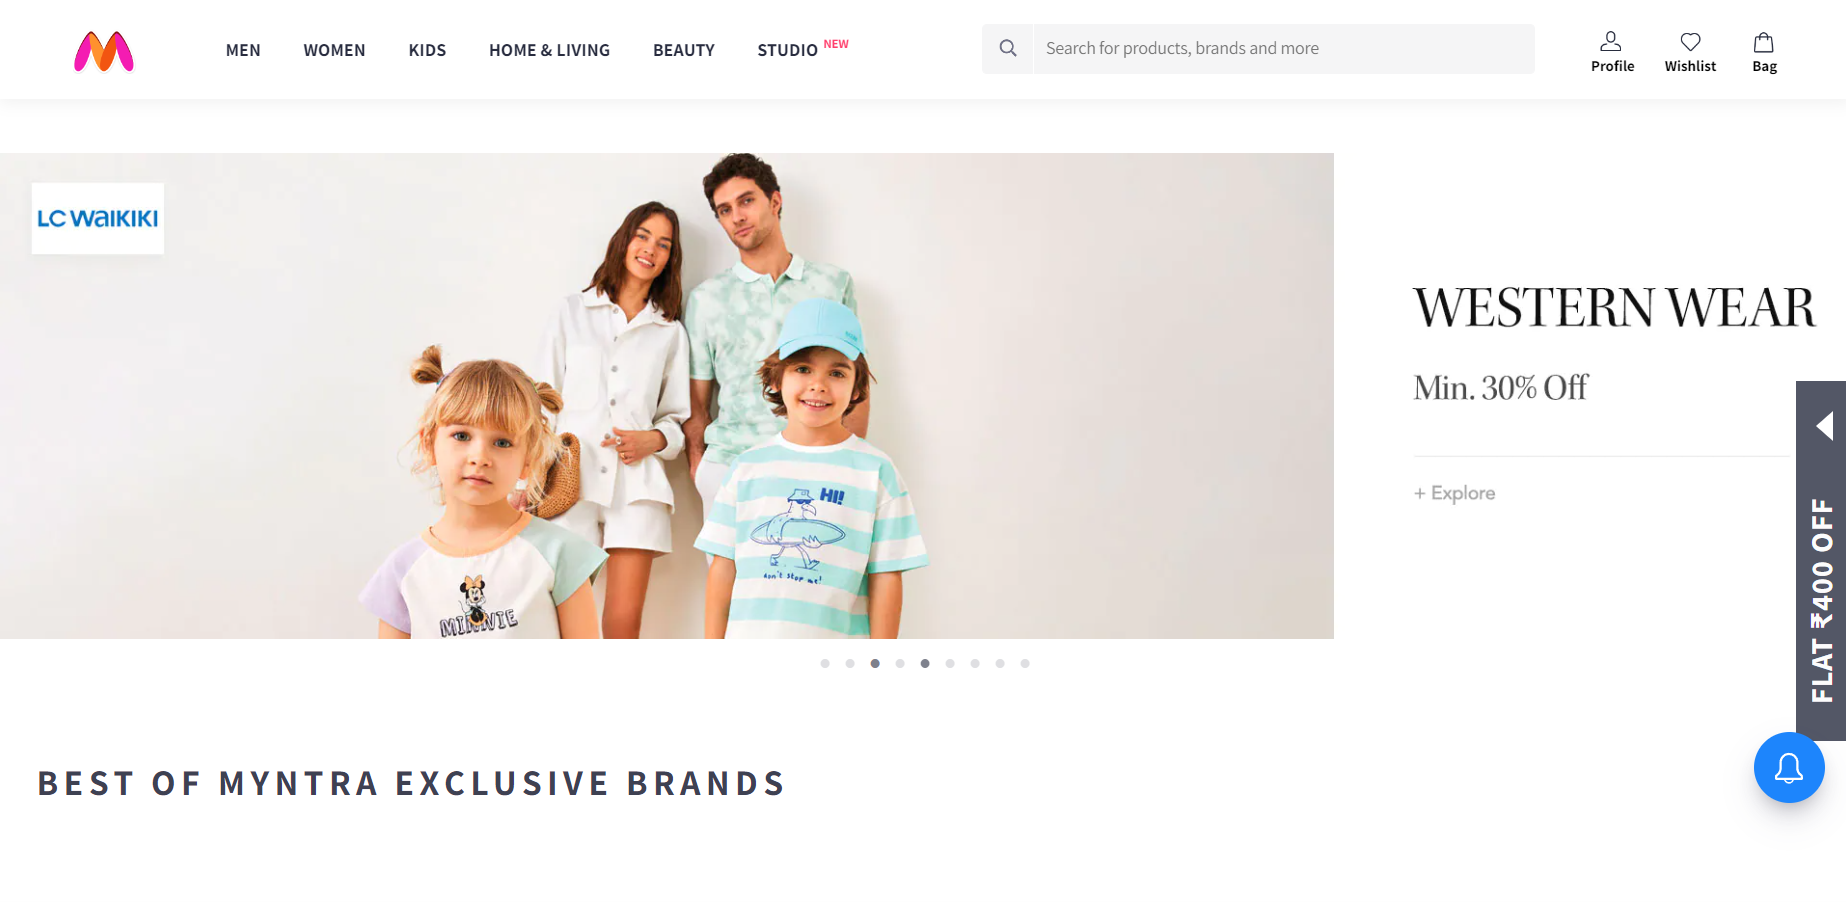 MEN WOMEN KIDS HOME & LIVING BEAUTY STUDIO NEW
Search for products, brands and more
Profile Wishlist Bag
LC WAIKIKI
WESTERN WEAR
Min. 30% Off
+ Explore
HI!
don't stop me!
MINNIE
FLAT ₹400 OFF
BEST OF MYNTRA EXCLUSIVE BRANDS